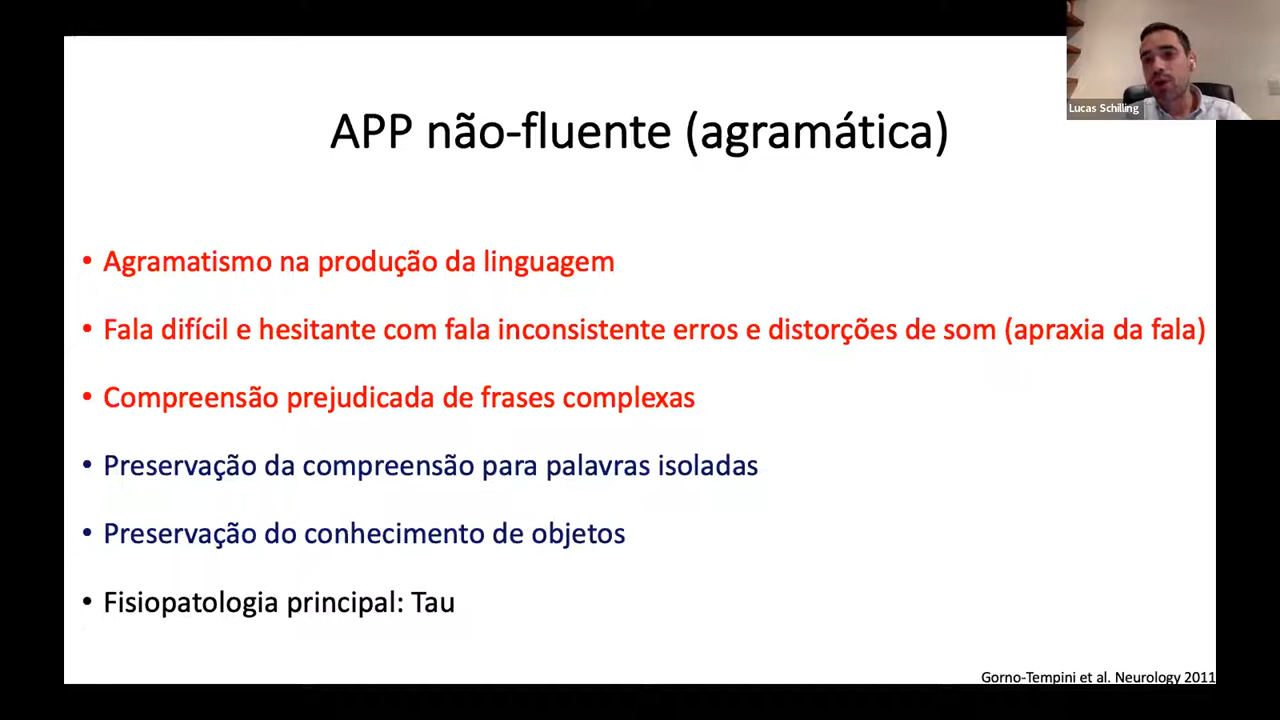 Lucas Schilling
APP não-fluente (agramática)
• Agramatismo na produção da linguagem
• Fala difícil e hesitante com fala inconsistente erros e distorções de som (apraxia da fala)
• Compreensão prejudicada de frases complexas
• Preservação da compreensão para palavras isoladas
• Preservação do conhecimento de objetos
• Fisiopatologia principal: Tau
Gorno-Tempini et al. Neurology 2011